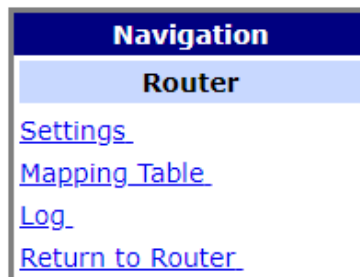 Navigation
Router
Settings
Mapping Table
Log
Return to Router